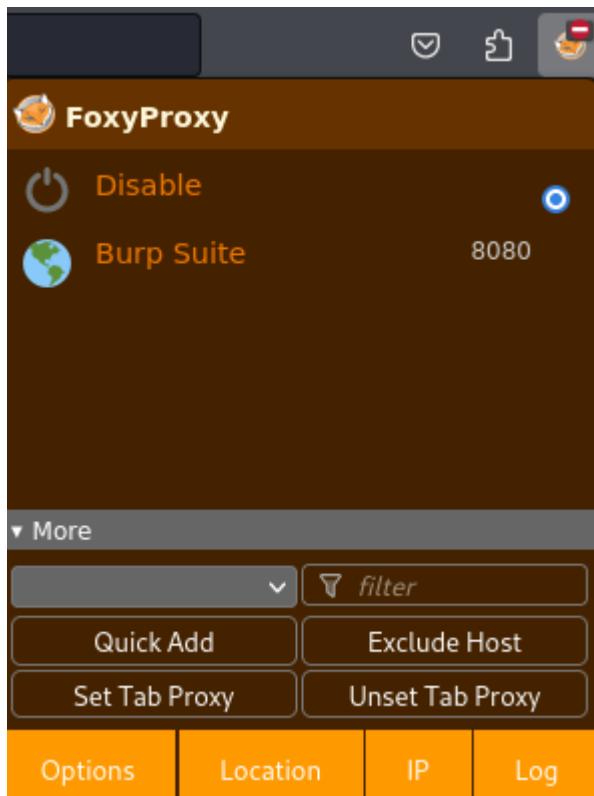 FoxyProxy
Disable
Burp Suite 8080
▾ More
filter
Quick Add Exclude Host
Set Tab Proxy Unset Tab Proxy
Options Location IP Log